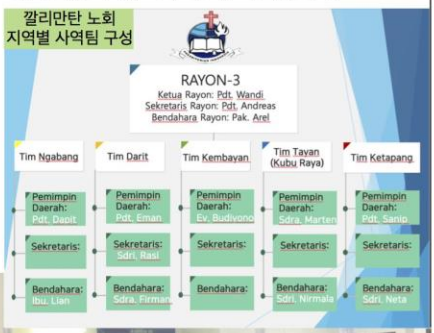 깔리만탄 노회
지역별 사역팀 구성
RAYON-3
Ketua Rayon: Pdt. Wandi
Sekretaris Rayon: Pdt. Andreas
Bendahara Rayon: Pak. Arel
Tim Ngabang
Pemimpin
Daerah:
Pdt, Dapit
Sekretaris:
Bendahara:
Ibu. Lian
Tim Darit
Pemimpin
Daerah:
Pdt, Eman
Sekretaris:
Sdri, Rasi
Bendahara:
Sdra, Firman
Tim Kembayan
Pemimpin
Daerah:
Ev, Budiyono
Sekretaris:
Bendahara:
Tim Tayan
(Kubu Raya)
Pemimpin
Daerah:
Sdra, Marten
Sekretaris:
Bendahara:
Sdri, Nirmala
Tim Ketapang
Pemimpin
Daerah:
Pdt, Sanip
Sekretaris:
Bendahara:
Sdri, Neta